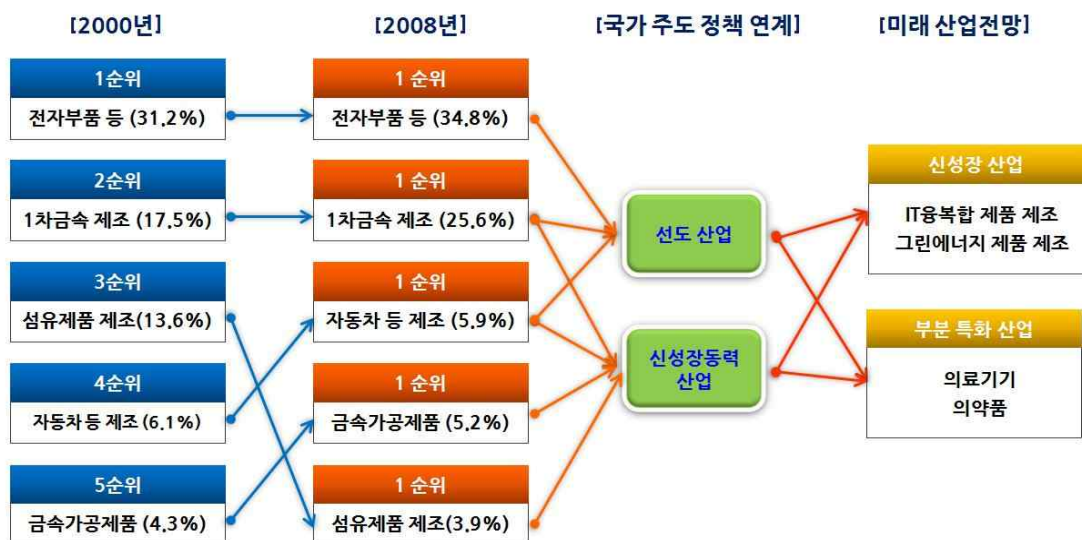 [2000년]
[2008년]
[국가 주도 정책 연계]
[미래 산업전망]
1순위
전자부품 등 (31.2%)
2순위
1차금속 제조 (17.5%)
3순위
섬유제품 제조(13.6%)
4순위
자동차 등 제조 (6.1%)
5순위
금속가공제품 (4.3%)
1 순위
전자부품 등 (34.8%)
1 순위
1차금속 제조 (25.6%)
1 순위
자동차 등 제조 (5.9%)
1 순위
금속가공제품 (5.2%)
1 순위
섬유제품 제조(3.9%)
선도 산업
신성장동력
산업
신성장 산업
IT융복합 제품 제조
그린에너지 제품 제조
부분 특화 산업
의료기기
의약품